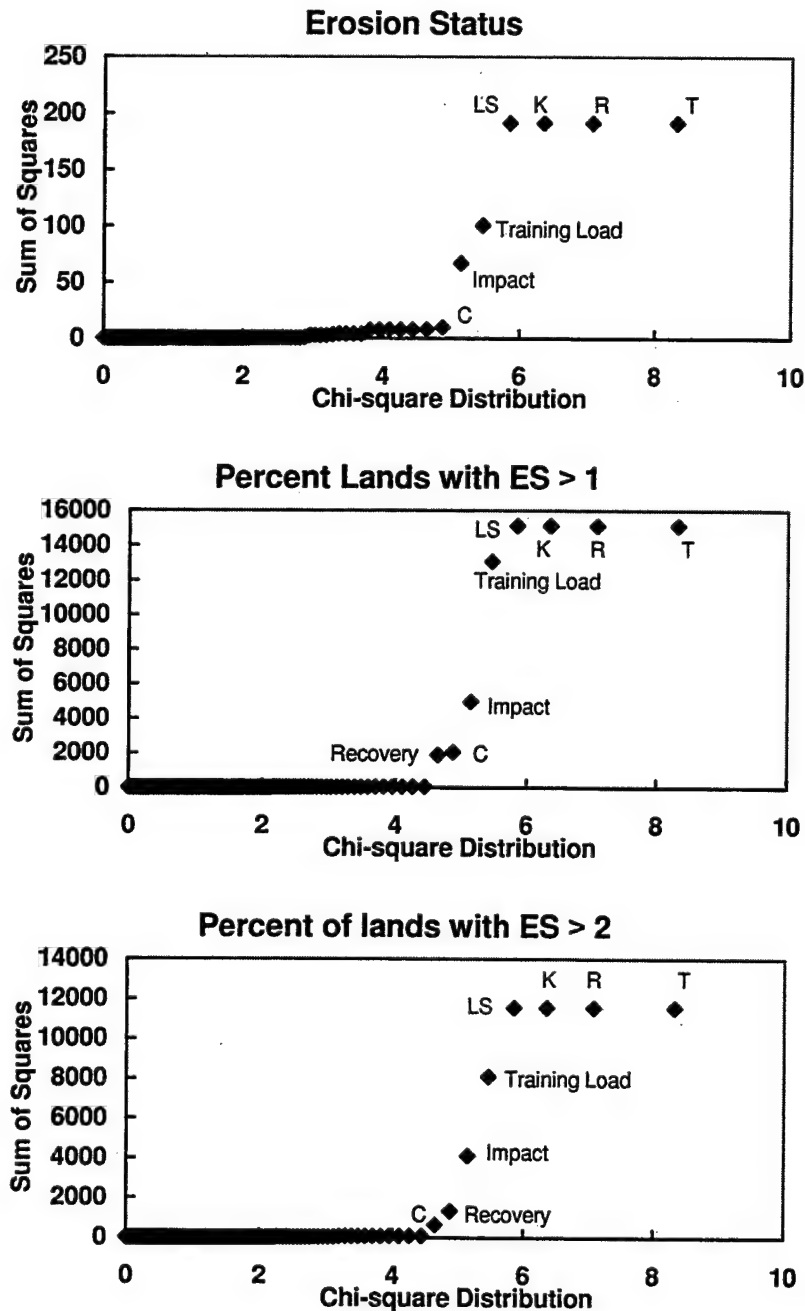 Erosion Status
250
200
150
100
50
0
Sum of Squares
LS K R T
Training Load
Impact
C
0 2 4 6 8 10
Chi-square Distribution
Percent Lands with ES > 1
16000
14000
12000
10000
8000
6000
4000
2000
0
Sum of Squares
LS
K R T
Training Load
Impact
Recovery C
0 2 4 6 8 10
Chi-square Distribution
Percent of lands with ES > 2
14000
12000
10000
8000
6000
4000
2000
0
Sum of Squares
K R T
LS
Training Load
Impact
C Recovery
0 2 4 6 8 10
Chi-square Distribution